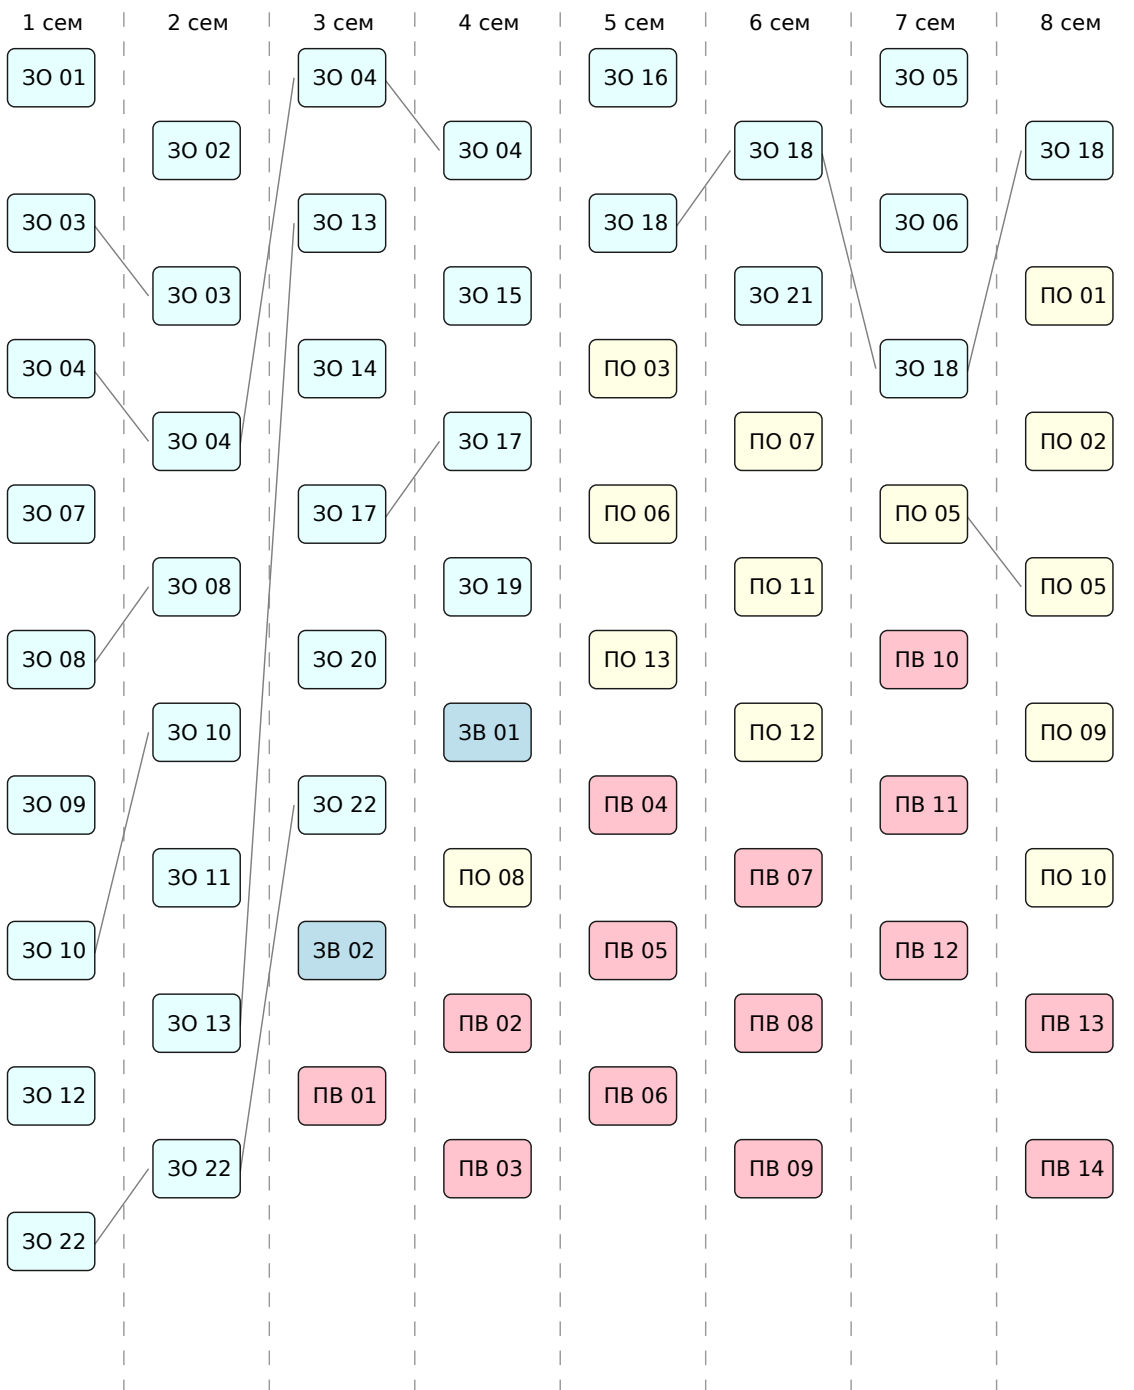 1 сем 2 сем 3 сем 4 сем 5 сем 6 сем 7 сем 8 сем
ЗО 01 ЗО 04 ЗО 16 ЗО 05
ЗО 02 ЗО 04 ЗО 18 ЗО 18
ЗО 03 ЗО 13 ЗО 18 ЗО 06
ЗО 03 ЗО 15 ЗО 21 ПО 01
ЗО 04 ЗО 14 ПО 03 ЗО 18
ЗО 04 ЗО 17 ПО 07 ПО 02
ЗО 07 ЗО 17 ПО 06 ПО 05
ЗО 08 ЗО 19 ПО 11 ПО 05
ЗО 08 ЗО 20 ПО 13 ПВ 10
ЗО 10 ЗВ 01 ПО 12 ПО 09
ЗО 09 ЗО 22 ПВ 04 ПВ 11
ЗО 11 ПО 08 ПВ 07 ПО 10
ЗО 10 ЗВ 02 ПВ 05 ПВ 12
ЗО 13 ПВ 02 ПВ 08 ПВ 13
ЗО 12 ПВ 01 ПВ 06
ЗО 22 ПВ 03 ПВ 09 ПВ 14
ЗО 22